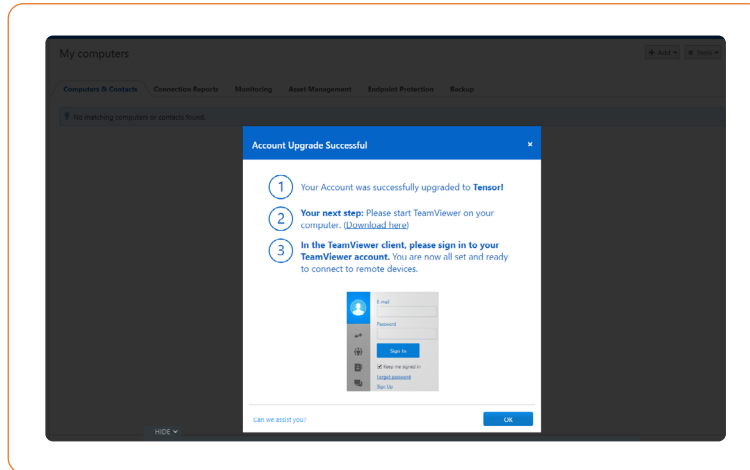 My computers
+ Add
Computers & Contacts Connection Reports Monitoring Asset Management Endpoint Protection Backup
No matching computers or contacts found.
Account Upgrade Successful
1 Your Account was successfully upgraded to Tensor!
2 Your next step: Please start TeamViewer on your
computer. (Download here)
3 In the TeamViewer client, please sign in to your
TeamViewer account. You are now all set and ready
to connect to remote devices.
E-mail
Password
Sign In
Keep me signed in
Forgot password
Sign Up
Can we assist you?
OK
HIDE